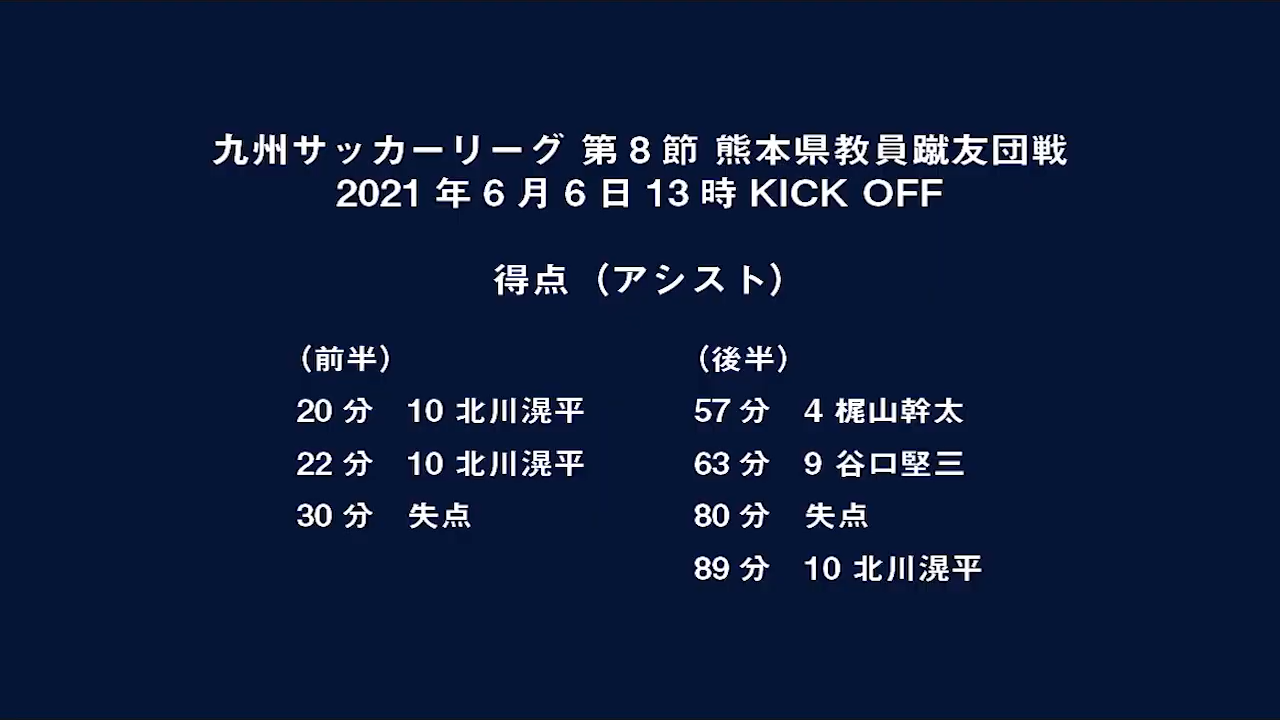 九州サッカーリーグ 第8節 熊本県教員蹴友団戦
2021年6月6日13時KICK OFF
得点（アシスト）
（前半）
20分 10 北川滉平
22分 10 北川滉平
30分 失点
（後半）
57分 4 梶山幹太
63分 9 谷口堅三
80分 失点
89分 10 北川滉平